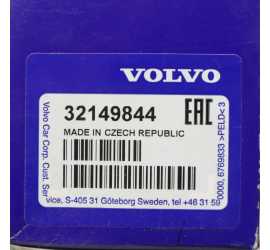 VOLVO
32149844
EAC
MADE IN CZECH REPUBLIC
Volvo Car Corp. Cust. Ser
vice, S-405 31 Göteborg Sweden, tel +46 31 59
0000, 6769833 >PELD< 3